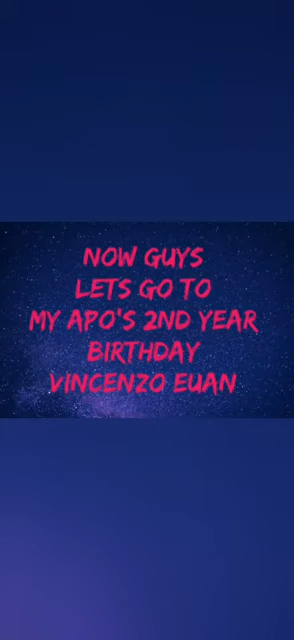 NOW GUYS
LETS GO TO
MY APO'S 2ND YEAR
BIRTHDAY
VINCENZO EUAN